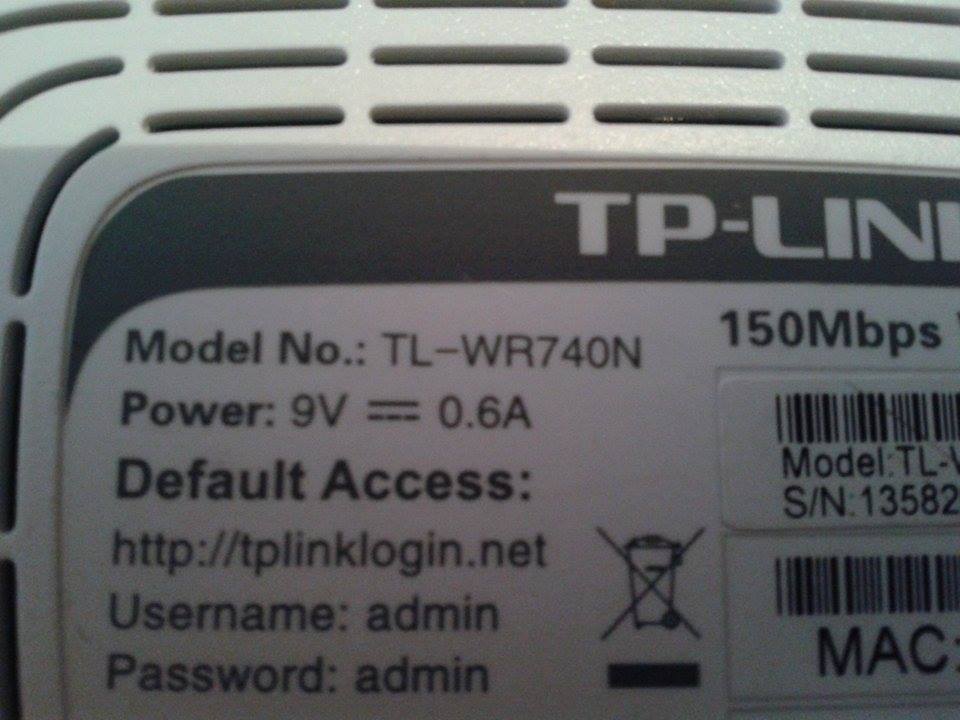 TP-LIN
Model No.: TL-WR740N
150Mbps
Power: 9V ⎓ 0.6A
Default Access:
http://tplinklogin.net
Username: admin
Password: admin
Model:TL-
S/N:13582
MAC: